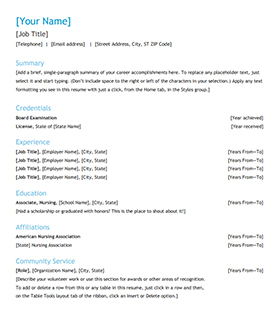 [Your Name]
[Job Title]
[Telephone] | [Email address] | [Street Address, City, ST ZIP Code]
Summary
[Add a brief, single-paragraph summary of your career accomplishments here. To replace any placeholder text, just
select it and start typing. (Don't include space to the right or left of the characters in your selection.) Apply any text
formatting you see in this resume with just a click, from the Home tab, in the Styles group.]
Credentials
Board Examination [Year achieved]
License, State of [State Name] [Year received]
Experience
[Job Title], [Employer Name], [City, State] [Years From—To]
[Job Title], [Employer Name], [City, State] [Years From—To]
[Job Title], [Employer Name], [City, State] [Years From—To]
[Job Title], [Employer Name], [City, State] [Years From—To]
Education
Associate, Nursing, [School Name], [City, State] [Years From—To]
[Had a scholarship or graduated with honors? This is the place to shout about it!]
Affiliations
American Nursing Association [Years From—To]
[State] Nursing Association [Years From—To]
Community Service
[Role], [Organization Name], [City, State] [Years From—To]
[Describe your volunteer work or use this section for awards or other areas of recognition.
To add or delete a row from this or any table in this resume, just click in a row and then,
on the Table Tools layout tab of the ribbon, click an Insert or Delete option.]